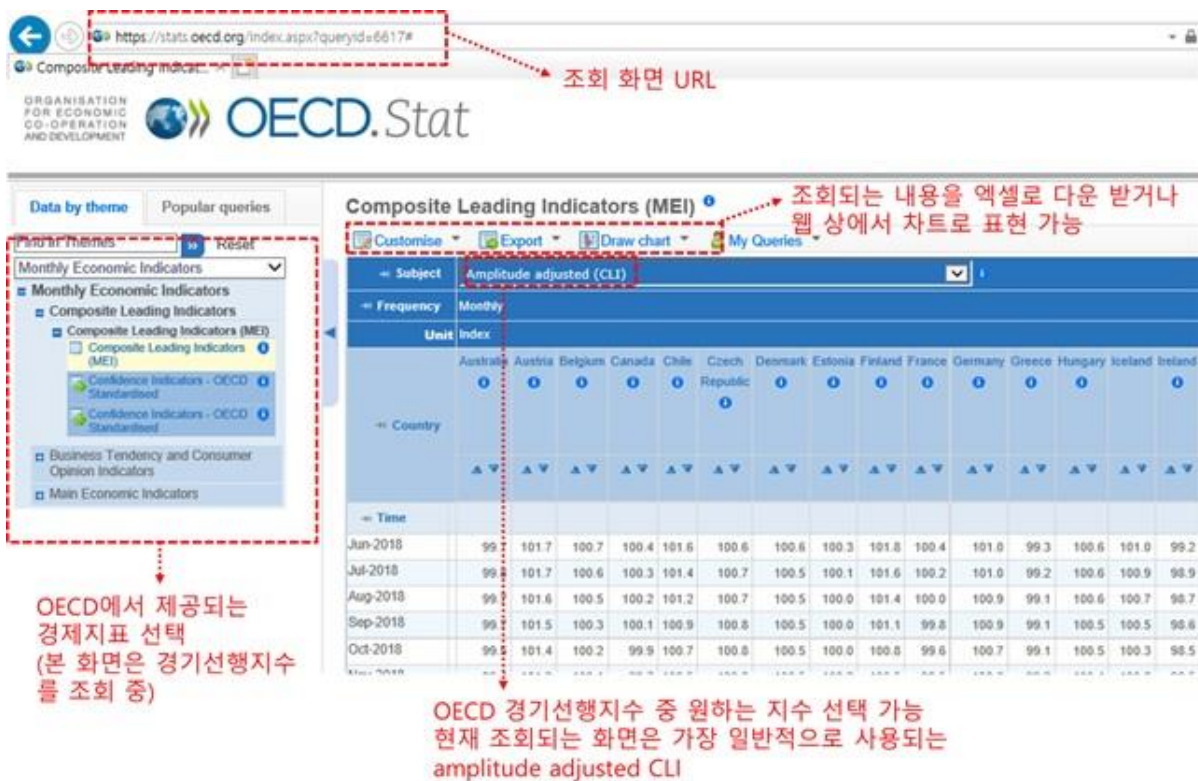 https://stats.oecd.org/index.aspx?queryid=6617#
Composite Leading Indicat...
조회 화면 URL
ORGANISATION
FOR ECONOMIC
CO-OPERATION
AND DEVELOPMENT
OECD.Stat
Data by theme Popular queries
Find in Themes Reset
Monthly Economic Indicators
Monthly Economic Indicators
Composite Leading Indicators
Composite Leading Indicators (MEI)
Composite Leading Indicators
(MEI)
Confidence Indicators - OECD
Standardised
Confidence Indicators - OECD
Standardised
Business Tendency and Consumer
Opinion Indicators
Main Economic Indicators
OECD에서 제공되는
경제지표 선택
(본 화면은 경기선행지수
를 조회 중)
Composite Leading Indicators (MEI)
조회되는 내용을 엑셀로 다운 받거나
웹 상에서 차트로 표현 가능
Customise Export Draw chart My Queries
Subject Amplitude adjusted (CLI)
Frequency Monthly
Unit Index
Country Australia Austria Belgium Canada Chile Czech Republic Denmark Estonia Finland France Germany Greece Hungary Iceland Ireland
Time
Jun-2018 101.7 100.7 100.4 101.6 100.6 100.6 100.3 101.8 100.4 101.0 99.3 100.6 101.0 99.2
Jul-2018 101.7 100.6 100.3 101.4 100.7 100.5 100.1 101.6 100.2 101.0 99.2 100.6 100.9 98.9
Aug-2018 101.6 100.5 100.2 101.2 100.7 100.5 100.0 101.4 100.0 100.9 99.1 100.6 100.7 98.7
Sep-2018 101.5 100.3 100.1 100.9 100.8 100.5 100.0 101.1 99.8 100.9 99.1 100.5 100.5 98.6
Oct-2018 101.4 100.2 99.9 100.7 100.8 100.5 100.0 100.8 99.6 100.7 99.1 100.5 100.3 98.5
OECD 경기선행지수 중 원하는 지수 선택 가능
현재 조회되는 화면은 가장 일반적으로 사용되는
amplitude adjusted CLI